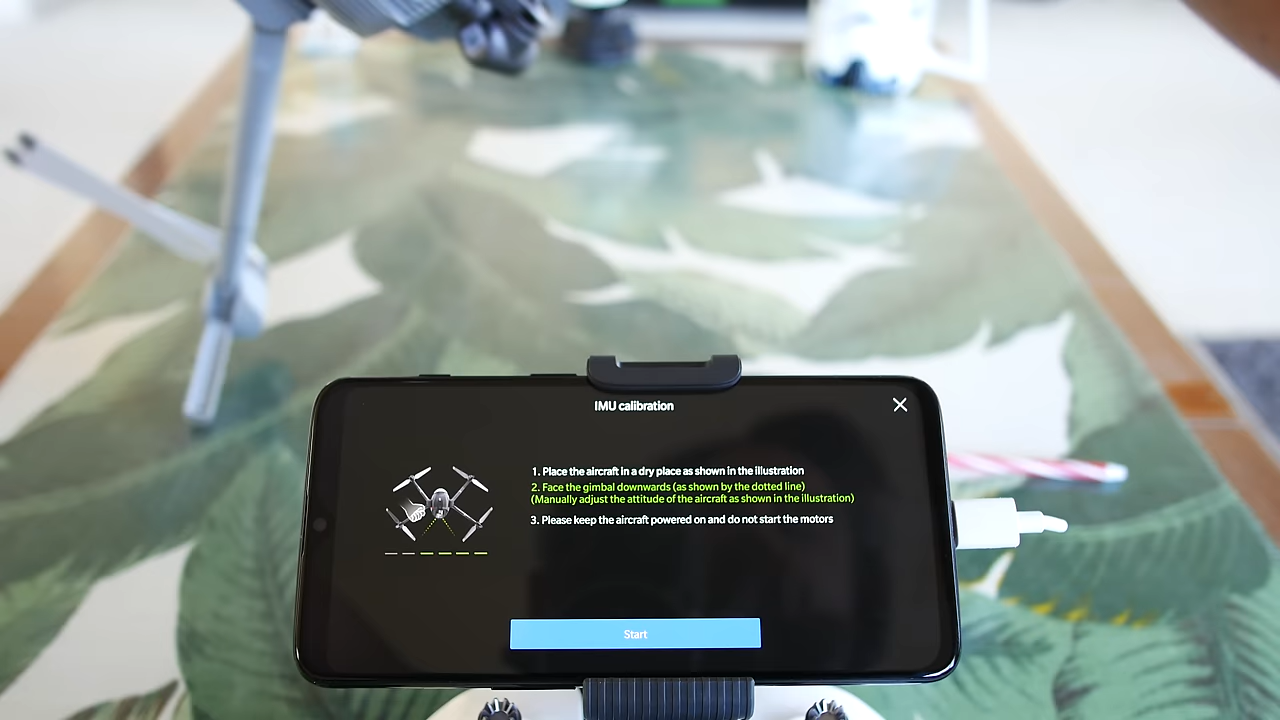 IMU calibration
1. Place the aircraft in a dry place as shown in the illustration
2. Face the gimbal downwards (as shown by the dotted line)
(Manually adjust the attitude of the aircraft as shown in the illustration)
3. Please keep the aircraft powered on and do not start the motors
Start